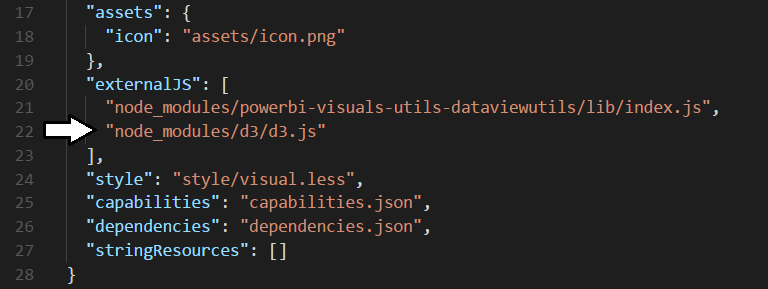 17 "assets": {
18 "icon": "assets/icon.png"
19 },
20 "externalJS": [
21 "node_modules/powerbi-visuals-utils-dataviewutils/lib/index.js",
22 "node_modules/d3/d3.js"
23 ],
24 "style": "style/visual.less",
25 "capabilities": "capabilities.json",
26 "dependencies": "dependencies.json",
27 "stringResources": []
28 }